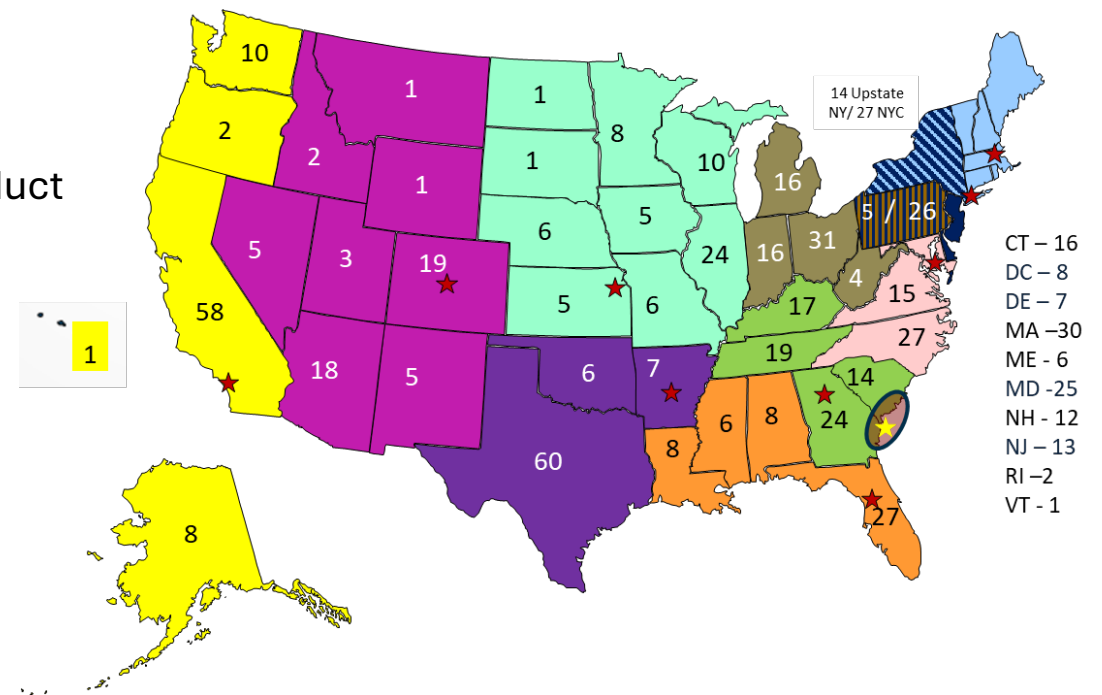 duct
14 Upstate
NY/ 27 NYC
10
1
1
8
2
2
1
1
10
16
5 / 26
5
3
19
6
5
24
16
31
4
15
58
5
6
17
27
1
18
5
6
7
19
14
60
8
6
8
24
27
8
CT – 16
DC – 8
DE – 7
MA –30
ME - 6
MD -25
NH - 12
NJ – 13
RI –2
VT - 1